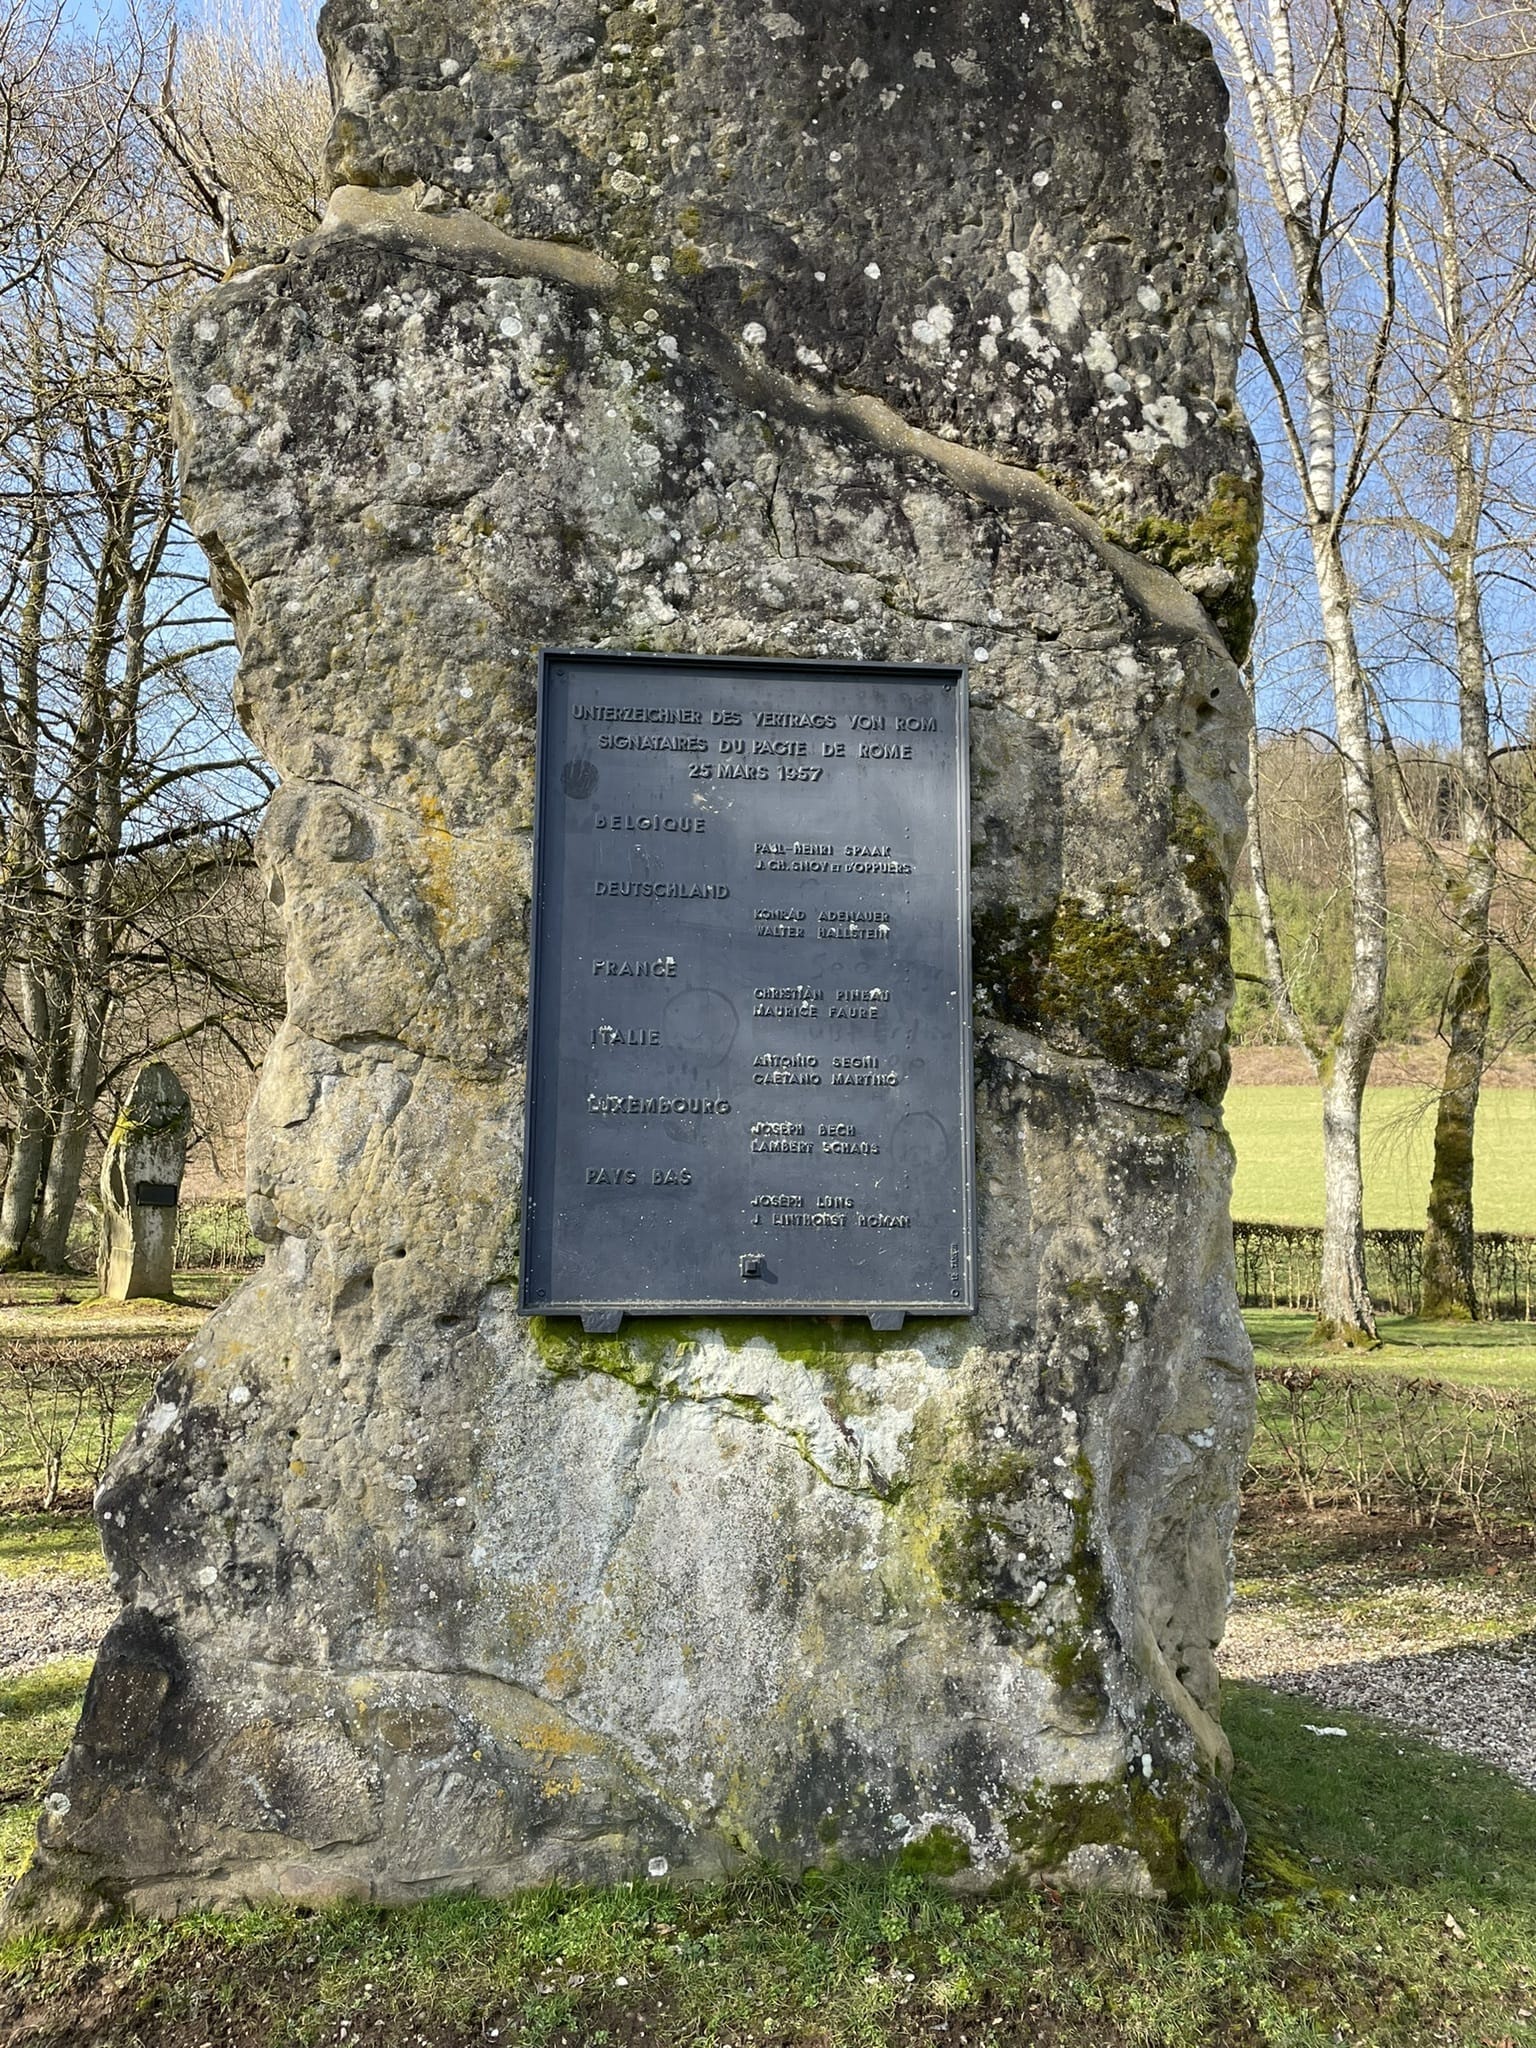 UNTERZEICHNER DES VERTRAGS VON ROM
SIGNATAIRES DU PACTE DE ROME
25 MARS 1957
BELGIQUE
PAUL-HENRI SPAAK
J. CH. SNOY ET D'OPPUERS
DEUTSCHLAND
KONRAD ADENAUER
WALTER HALLSTEIN
FRANCE
CHRISTIAN PINEAU
MAURICE FAURE
ITALIE
ANTONIO SEGNI
GAETANO MARTINO
LUXEMBOURG
JOSEPH BECH
LAMBERT SCHAUS
PAYS BAS
JOSEPH LUNS
J. LINTHORST HOMAN